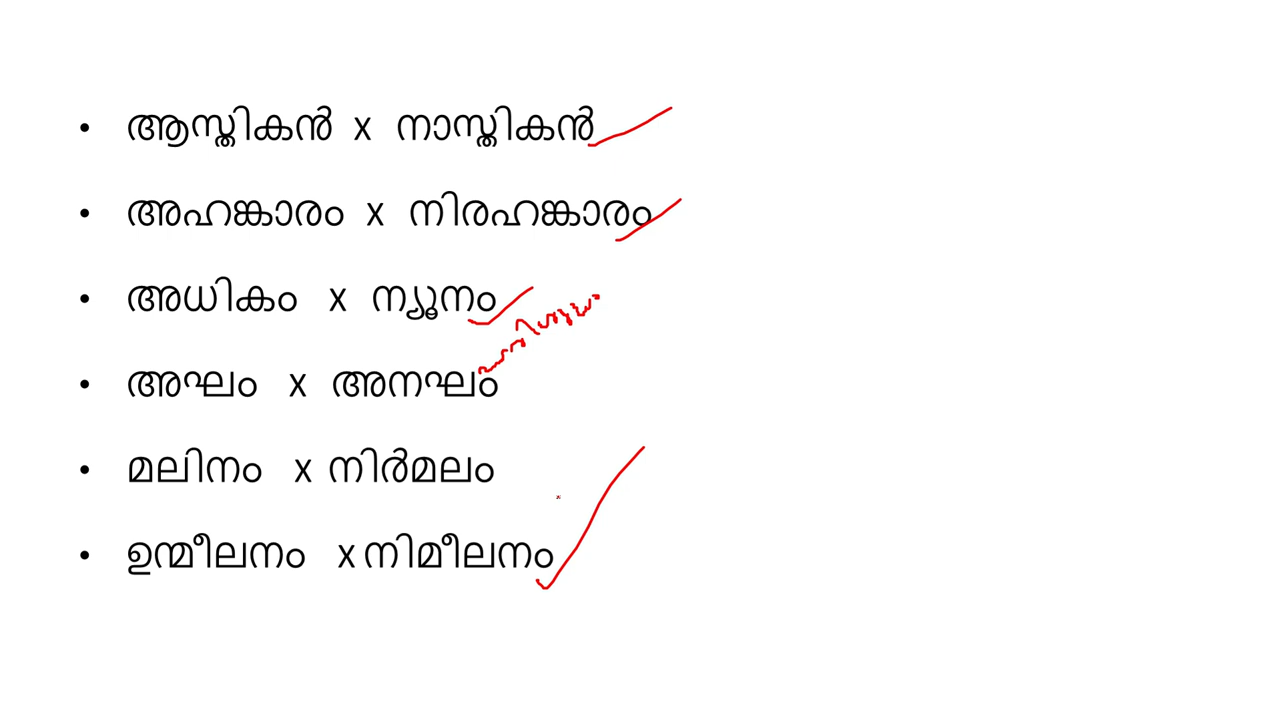 • ആസ്തികൻ x നാസ്തികൻ
• അഹങ്കാരം x നിരഹങ്കാരം
• അധികം x ന്യൂനം
• അഘം x അനഘം
• മലിനം x നിർമലം
• ഉന്മീലനം x നിമീലനം